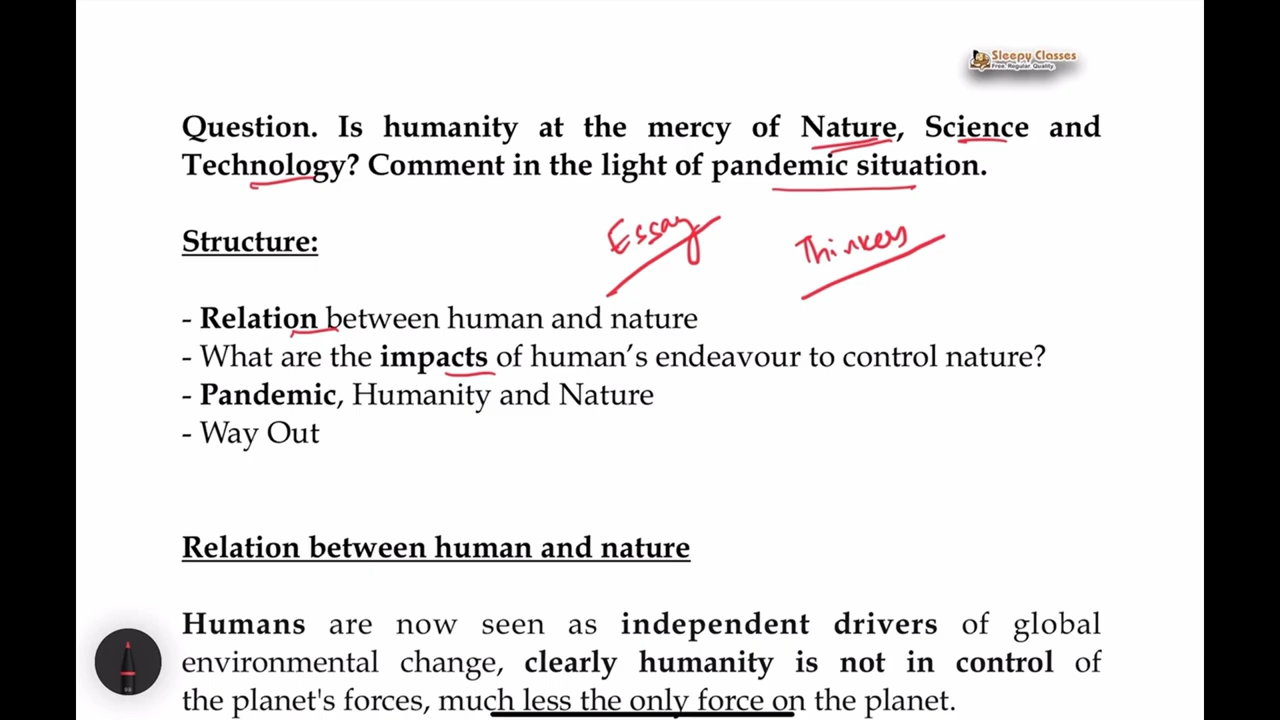 Sleepy Classes
Free. Regular. Quality.
Question. Is humanity at the mercy of Nature, Science and
Technology? Comment in the light of pandemic situation.
Structure:
Essay
Thinkers
- Relation between human and nature
- What are the impacts of human's endeavour to control nature?
- Pandemic, Humanity and Nature
- Way Out
Relation between human and nature
Humans are now seen as independent drivers of global
environmental change, clearly humanity is not in control of
the planet's forces, much less the only force on the planet.